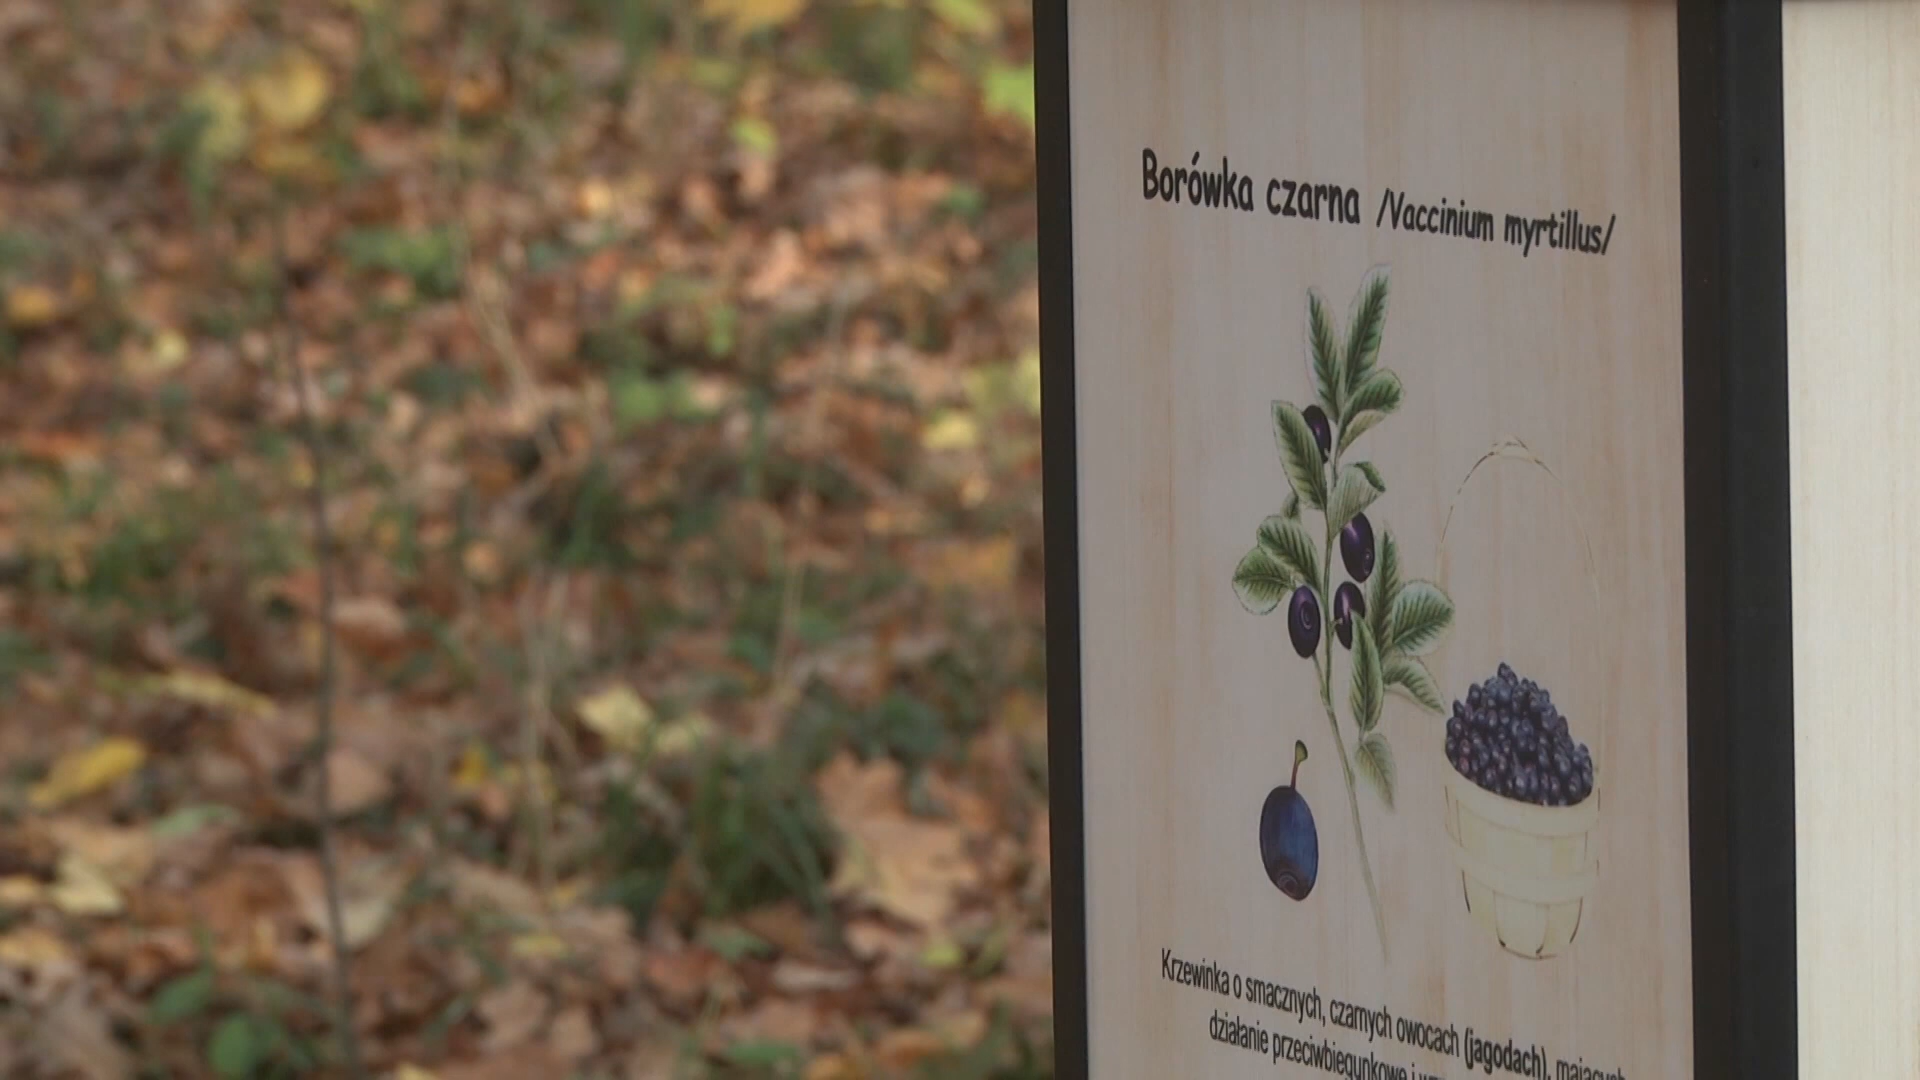 Borówka czarna /Vaccinium myrtillus/
Krzewinka o smacznych, czarnych owocach (jagodach), mających
działanie przeciwbiegunkowe i